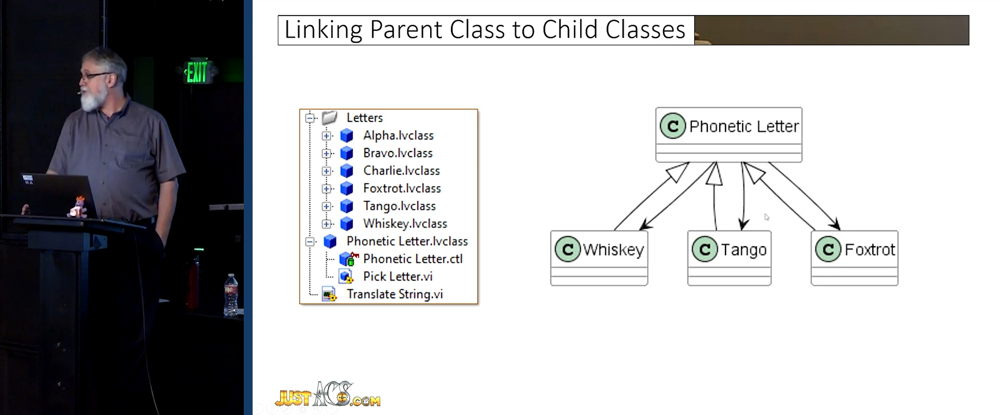 EXIT
Linking Parent Class to Child Classes
Letters
Alpha.lvclass
Bravo.lvclass
Charlie.lvclass
Foxtrot.lvclass
Tango.lvclass
Whiskey.lvclass
Phonetic Letter.lvclass
Phonetic Letter.ctl
Pick Letter.vi
Translate String.vi
C Phonetic Letter
C Whiskey
C Tango
C Foxtrot
JUSTACS.COM